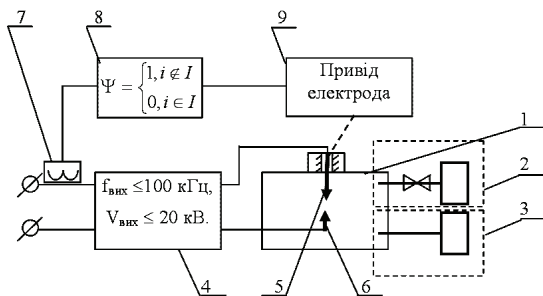 7
8
9
Ψ = {1, i ∉ I
0, i ∈ I
Привід
електрода
1
2
3
f вих ≤100 кГц,
V вих ≤ 20 кВ.
4
5
6